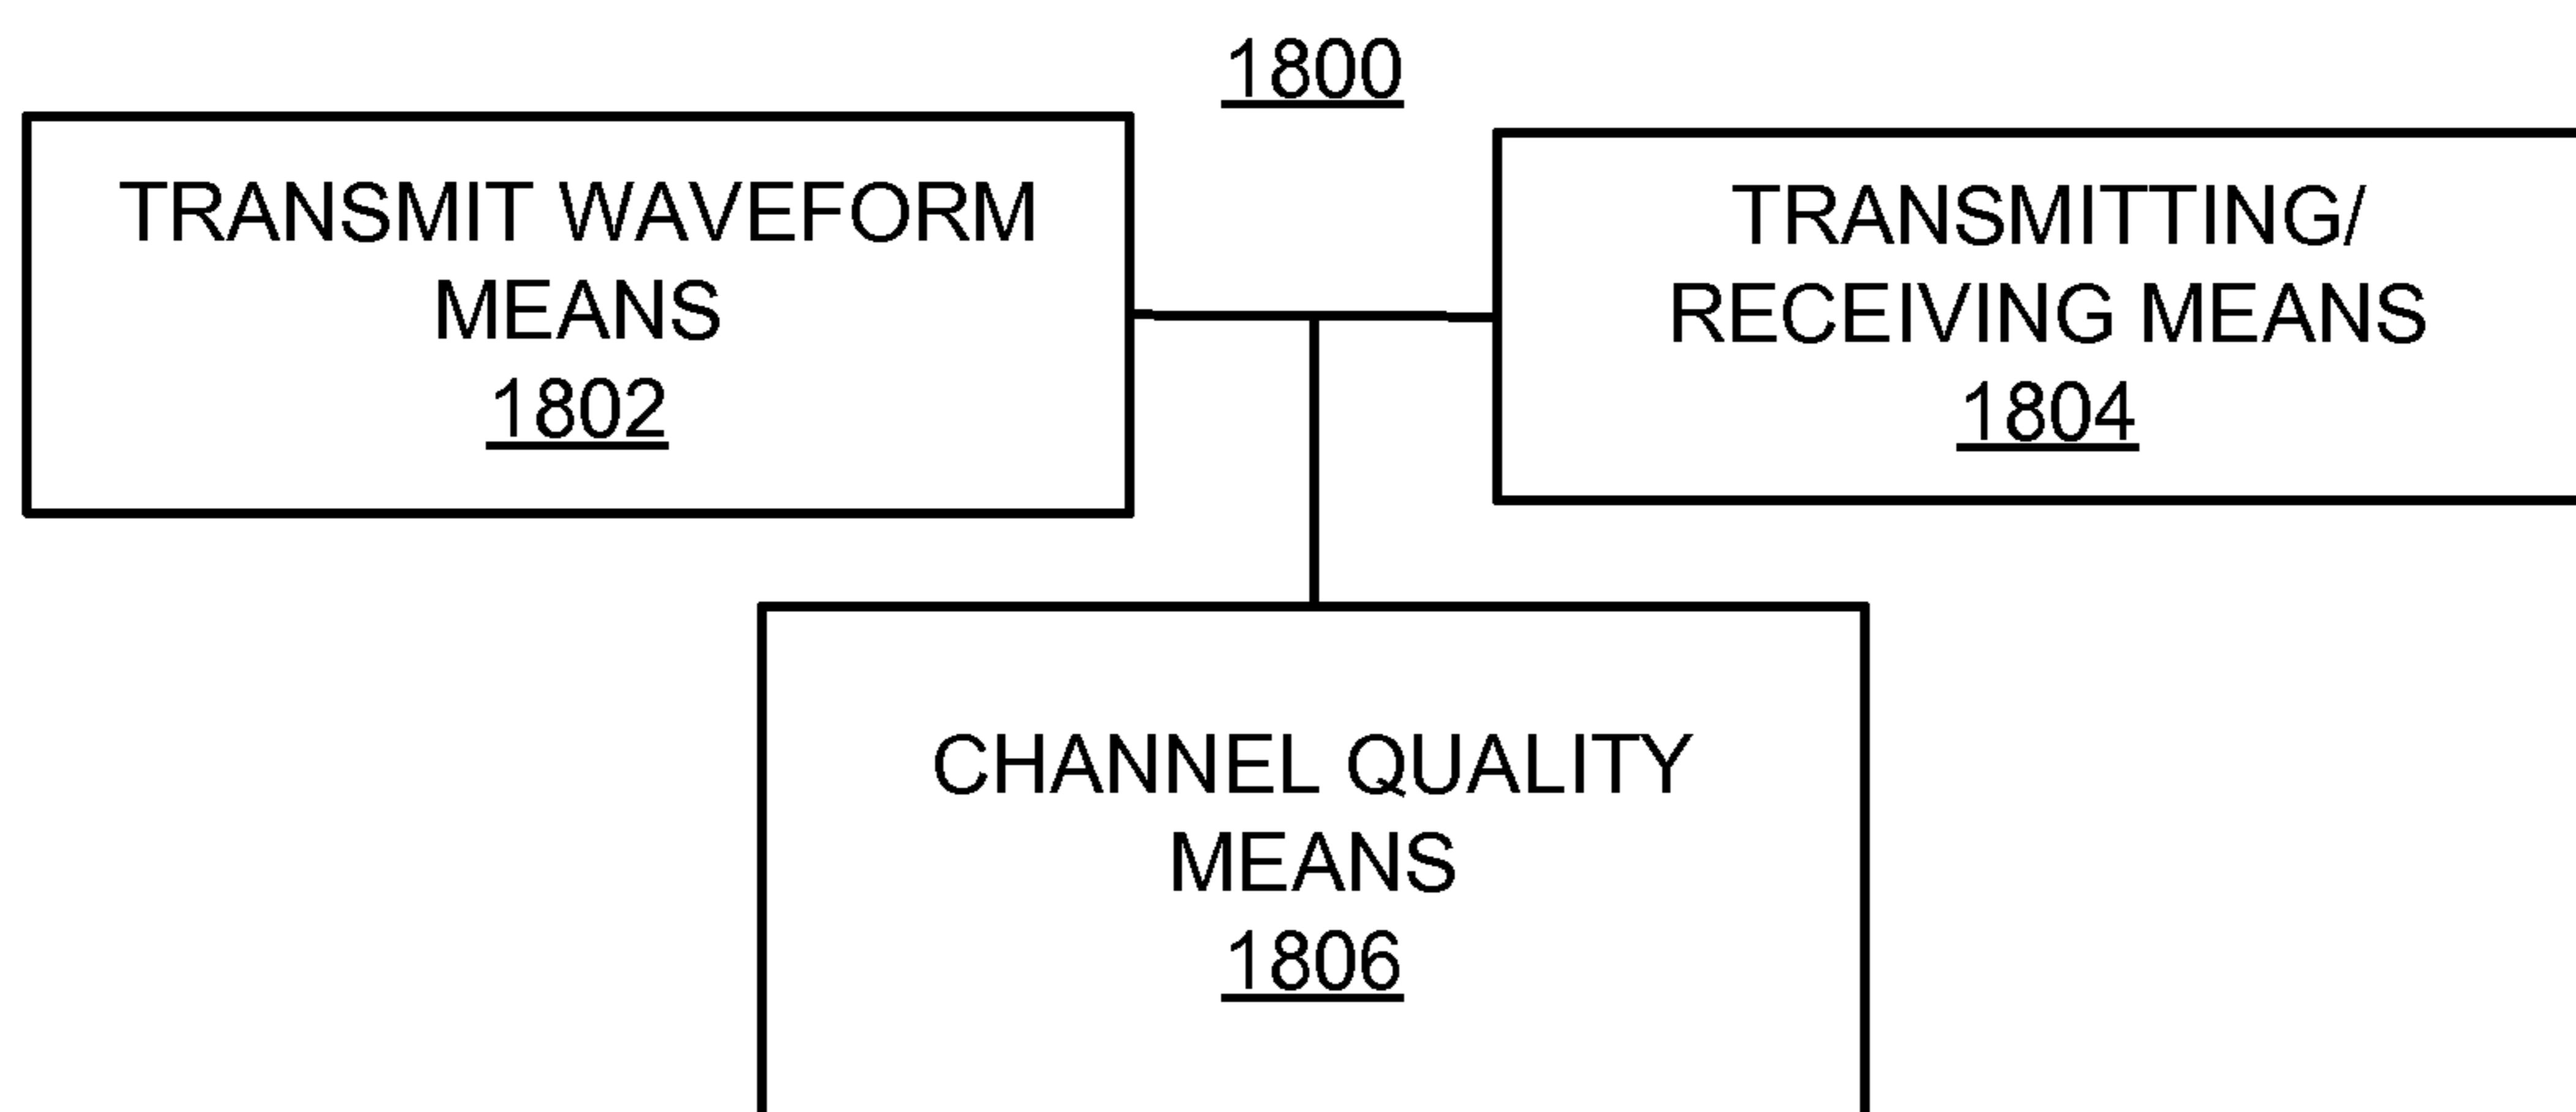 1800
TRANSMIT WAVEFORM
MEANS
1802
TRANSMITTING/
RECEIVING MEANS
1804
CHANNEL QUALITY
MEANS
1806